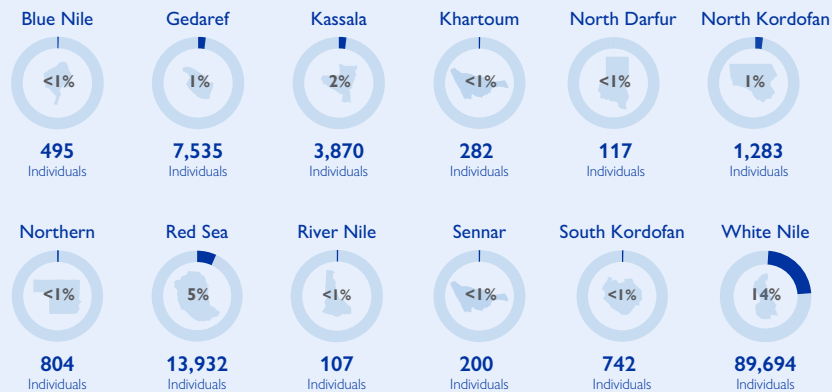 Blue Nile
Gedaref
Kassala
Khartoum
North Darfur
North Kordofan
<1%
1%
2%
<1%
<1%
1%
495
7,535
3,870
282
117
1,283
Individuals
Individuals
Individuals
Individuals
Individuals
Individuals
Northern
Red Sea
River Nile
Sennar
South Kordofan
White Nile
<1%
5%
<1%
<1%
<1%
14%
804
13,932
107
200
742
89,694
Individuals
Individuals
Individuals
Individuals
Individuals
Individuals